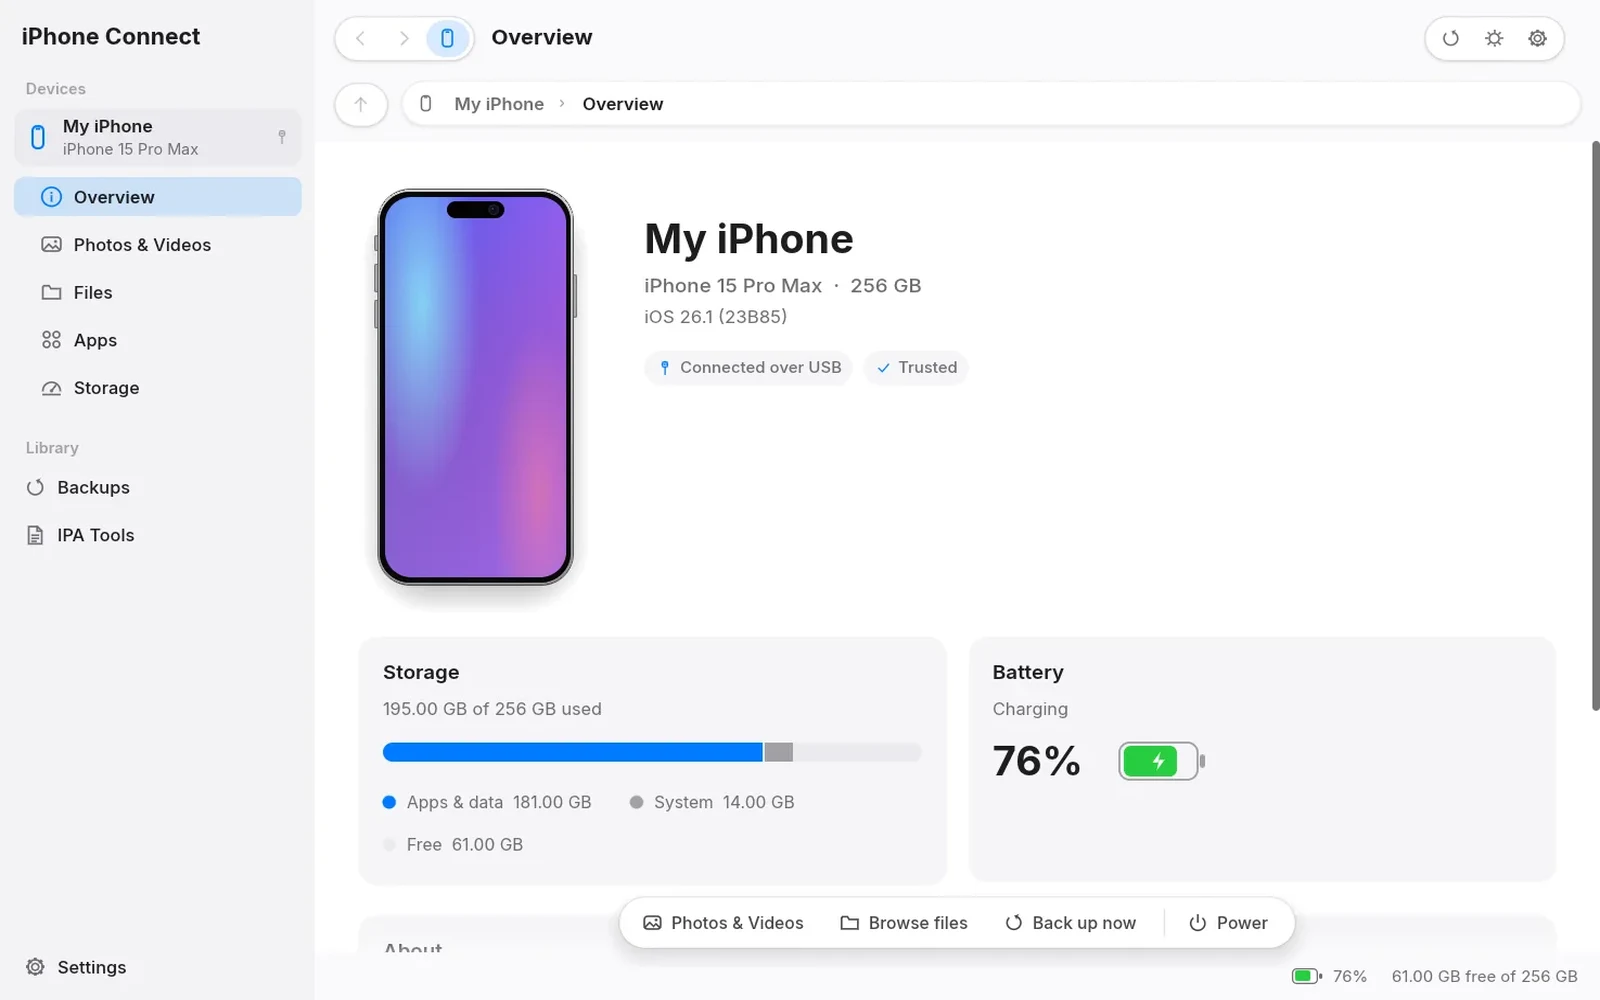 iPhone Connect
Devices
My iPhone
iPhone 15 Pro Max
Overview
Photos & Videos
Files
Apps
Storage
Library
Backups
IPA Tools
Settings
Overview
My iPhone › Overview
My iPhone
iPhone 15 Pro Max · 256 GB
iOS 26.1 (23B85)
Connected over USB
Trusted
Storage
195.00 GB of 256 GB used
Apps & data 181.00 GB
System 14.00 GB
Free 61.00 GB
Battery
Charging
76%
About
Photos & Videos
Browse files
Back up now
Power
76%
61.00 GB free of 256 GB